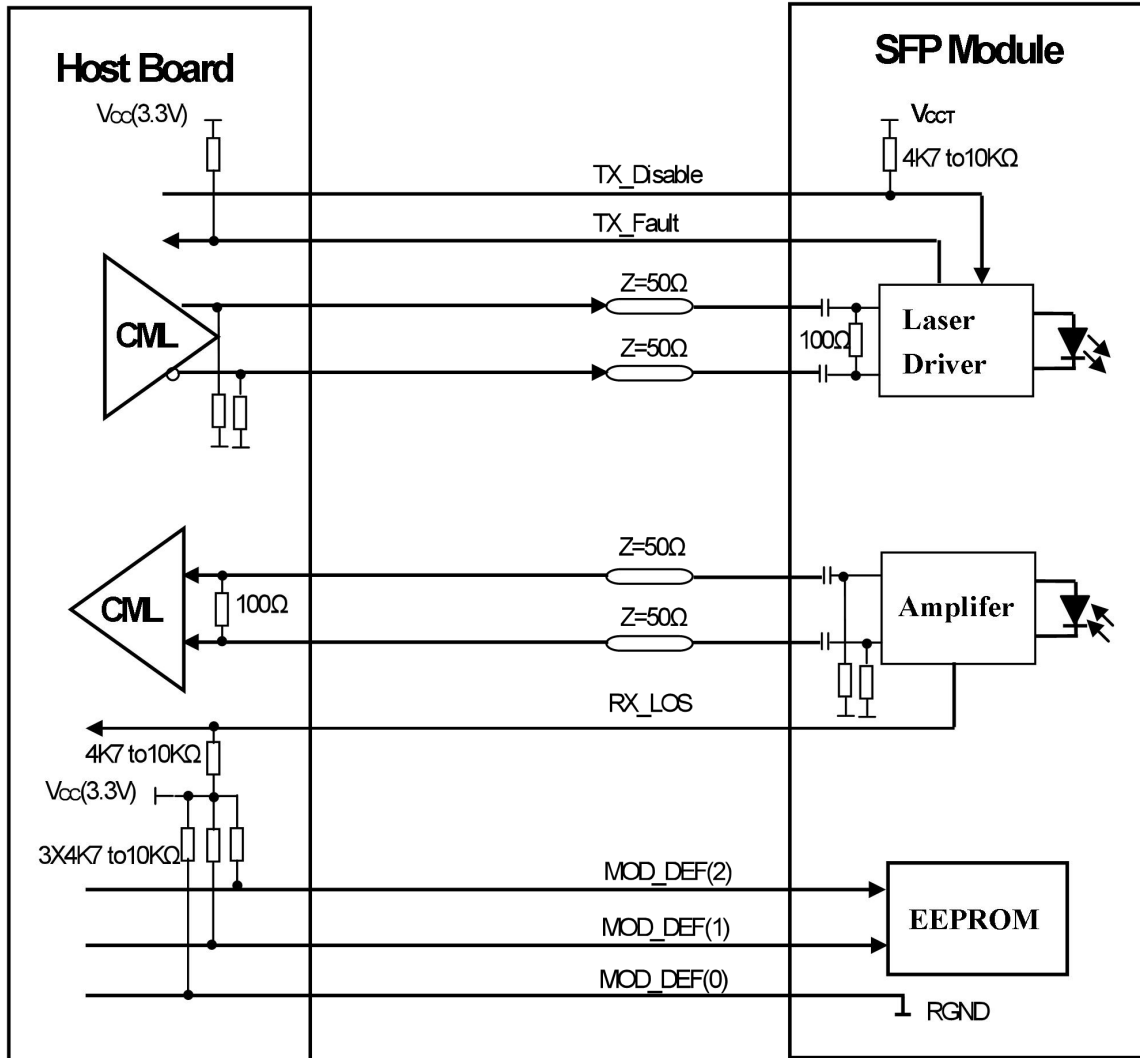 Host Board
SFP Module
Vcc(3.3V)
VccT
4K7 to10KΩ
TX_Disable
TX_Fault
Z=50Ω
CML
100Ω
Laser
Driver
Z=50Ω
Z=50Ω
CML
100Ω
Amplifer
Z=50Ω
RX_LOS
4K7 to10KΩ
Vcc(3.3V)
3X4K7 to10KΩ
MOD_DEF(2)
EEPROM
MOD_DEF(1)
MOD_DEF(0)
RGND